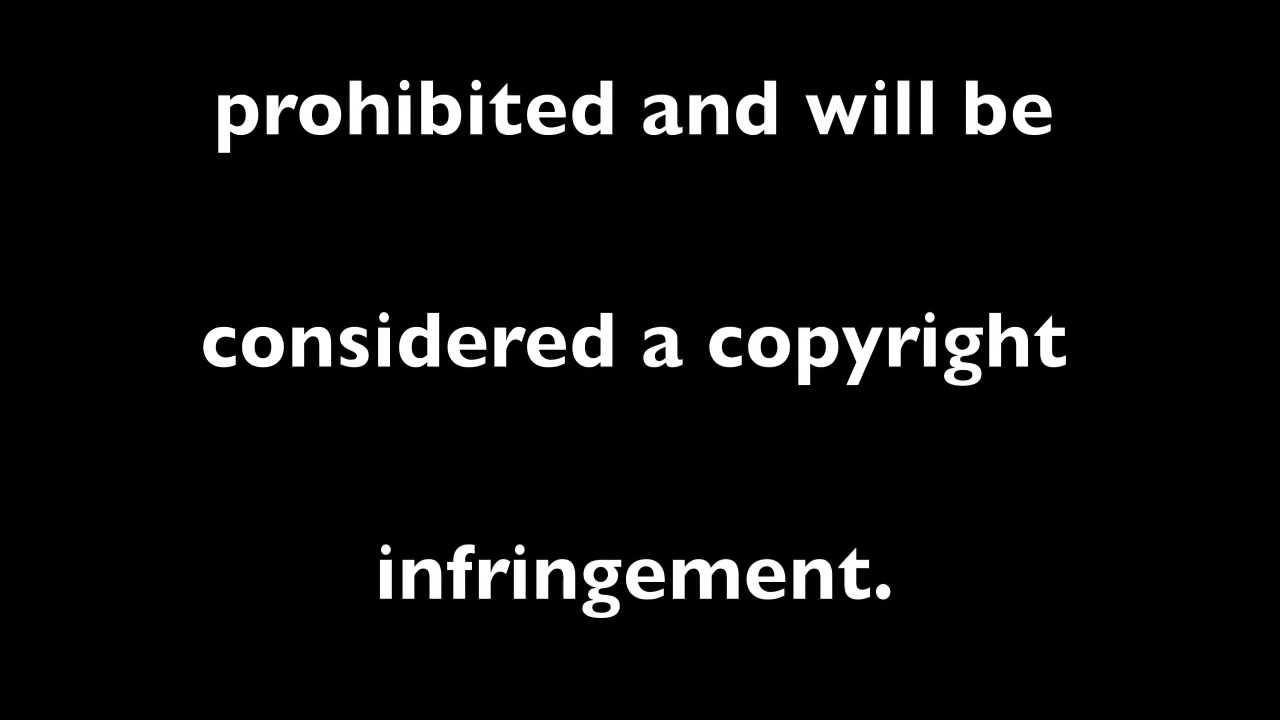 prohibited and will be
considered a copyright
infringement.